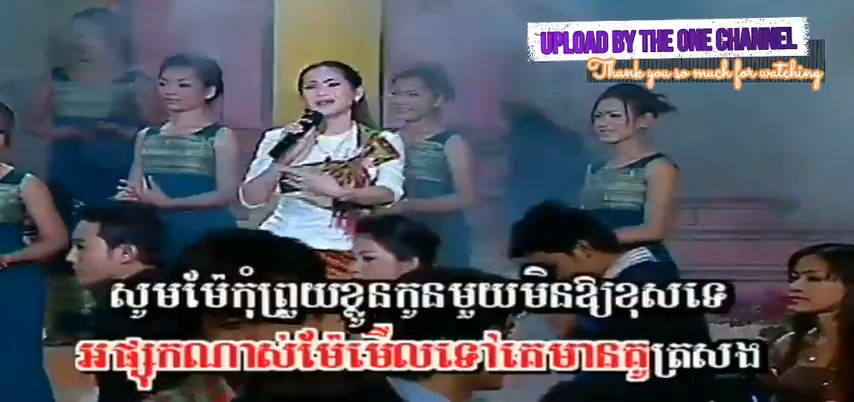 UPLOAD BY THE ONE CHANNEL
Thank you so much for watching
សូមម៉ែកុំព្រួយខ្លួនកូនមួយមិនឱ្យខុសទេ
អផ្សុកណាស់ម៉ែមើលទៅគេមានគូត្រសង